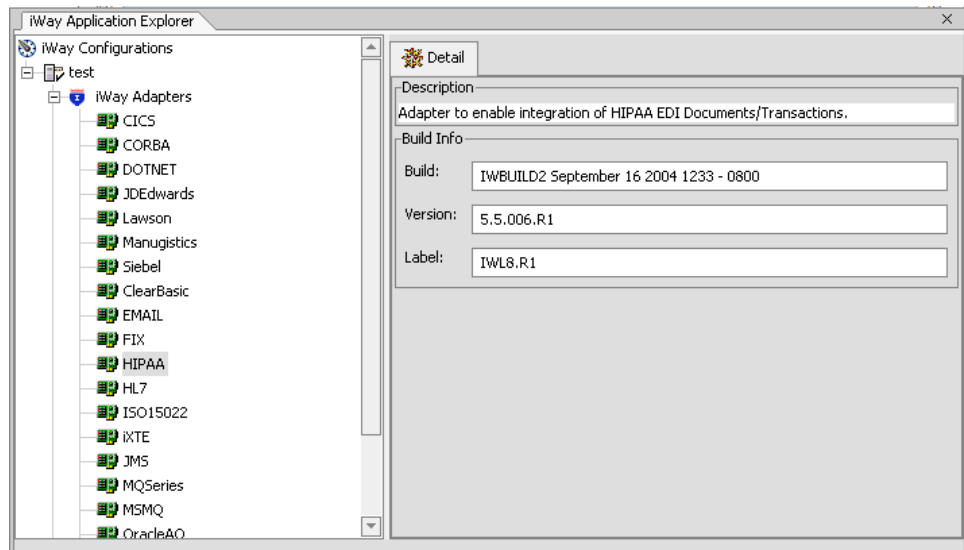 iWay Application Explorer
iWay Configurations
test
iWay Adapters
CICS
CORBA
DOTNET
JDEdwards
Lawson
Manugistics
Siebel
ClearBasic
EMAIL
FIX
HIPAA
HL7
ISO15022
iXTE
JMS
MQSeries
MSMQ
OracleAQ
Detail
Description
Adapter to enable integration of HIPAA EDI Documents/Transactions.
Build Info
Build: IWBUILD2 September 16 2004 1233 - 0800
Version: 5.5.006.R1
Label: IWL8.R1